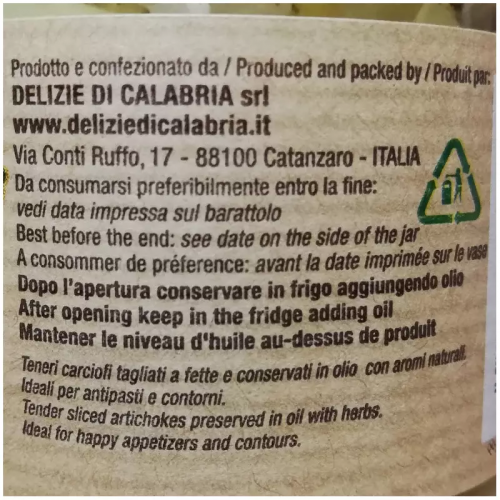 Prodotto e confezionato da / Produced and packed by / Produit par:
DELIZIE DI CALABRIA srl
www.deliziedicalabria.it
Via Conti Ruffo, 17 - 88100 Catanzaro - ITALIA
Da consumarsi preferibilmente entro la fine:
vedi data impressa sul barattolo
Best before the end: see date on the side of the jar
A consommer de préference: avant la date imprimée sur le vase
Dopo l'apertura conservare in frigo aggiungendo olio
After opening keep in the fridge adding oil
Mantener le niveau d'huile au-dessus de produit
Teneri carciofi tagliati a fette e conservati in olio con aromi naturali.
Ideali per antipasti e contorni.
Tender sliced artichokes preserved in oil with herbs.
Ideal for happy appetizers and contours.